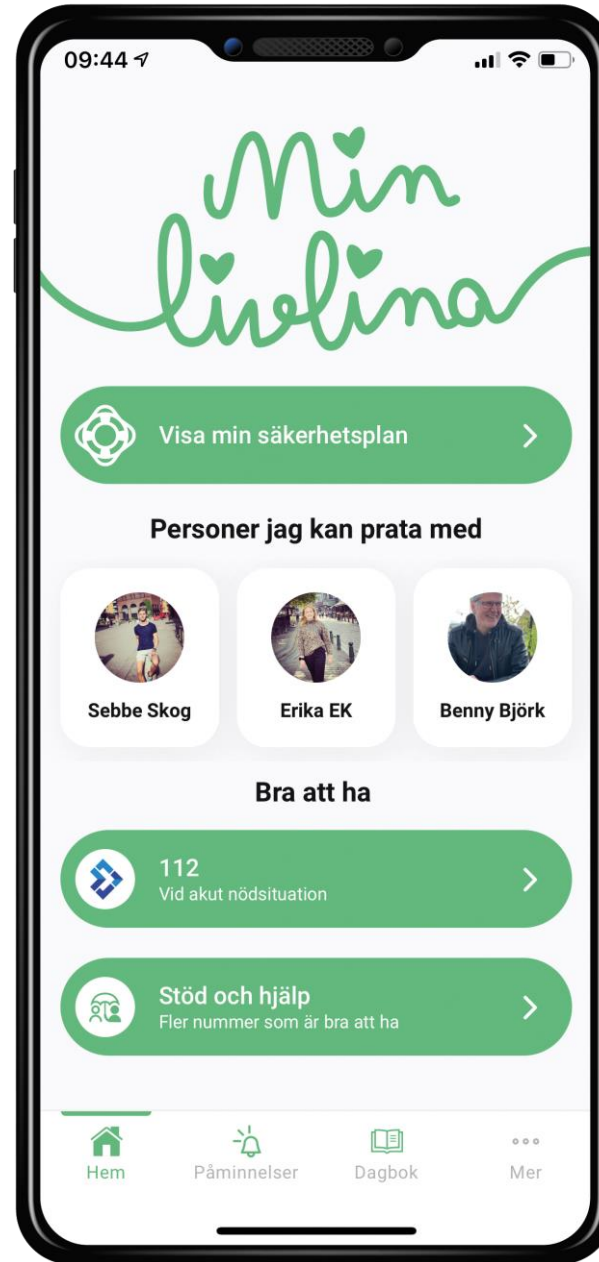 09:44
Min
livlina
Visa min säkerhetsplan
Personer jag kan prata med
Sebbe Skog
Erika EK
Benny Björk
Bra att ha
112
Vid akut nödsituation
Stöd och hjälp
Fler nummer som är bra att ha
Hem
Påminnelser
Dagbok
Mer